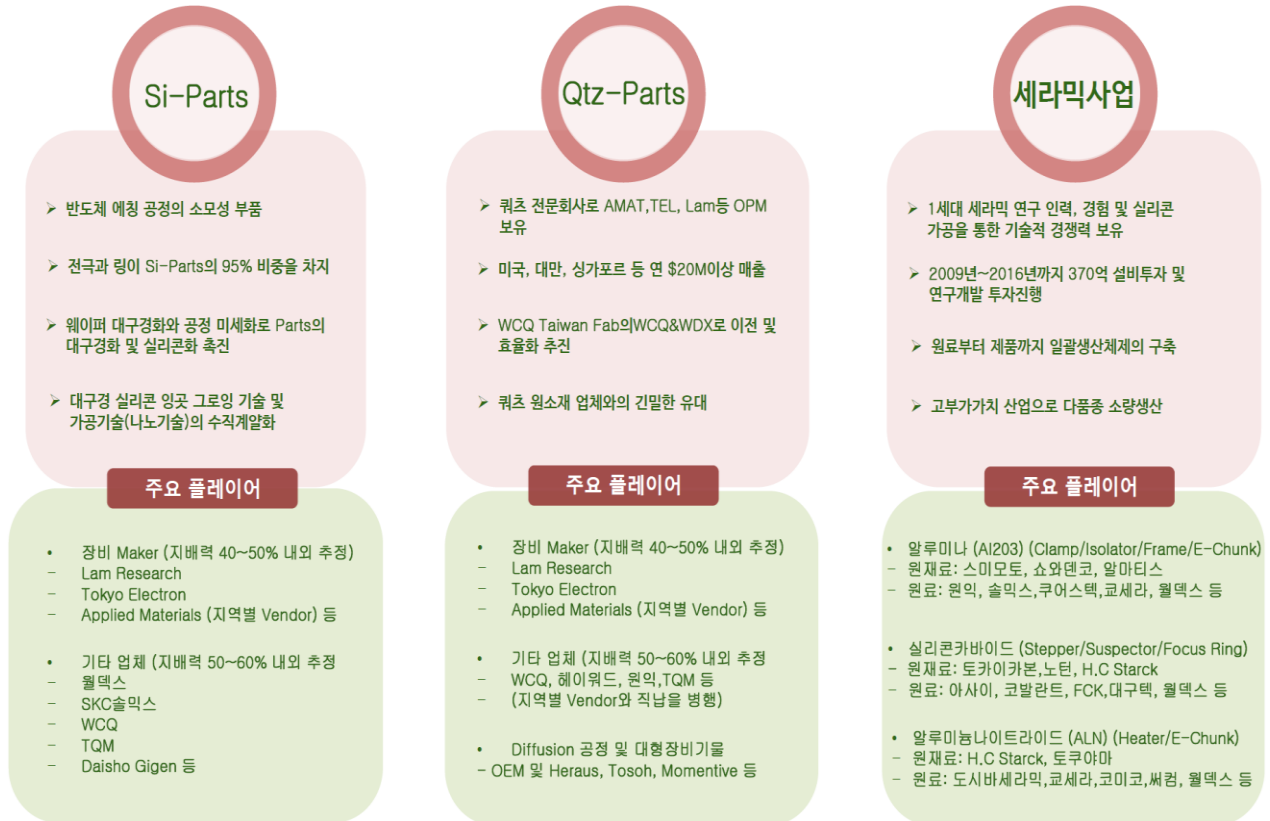 Si-Parts
➢ 반도체 에칭 공정의 소모성 부품
➢ 전극과 링이 Si-Parts의 95% 비중을 차지
➢ 웨이퍼 대구경화와 공정 미세화로 Parts의
대구경화 및 실리콘화 촉진
➢ 대구경 실리콘 잉곳 그로잉 기술 및
가공기술(나노기술)의 수직계얄화
주요 플레이어
• 장비 Maker (지배력 40~50% 내외 추정)
- Lam Research
- Tokyo Electron
- Applied Materials (지역별 Vendor) 등
• 기타 업체 (지배력 50~60% 내외 추정
- 월덱스
- SKC솔믹스
- WCQ
- TQM
- Daisho Gigen 등
Qtz-Parts
➢ 쿼츠 전문회사로 AMAT,TEL, Lam등 OPM
보유
➢ 미국, 대만, 싱가포르 등 연 $20M이상 매출
➢ WCQ Taiwan Fab의WCQ&WDX로 이전 및
효율화 추진
➢ 쿼츠 원소재 업체와의 긴밀한 유대
주요 플레이어
• 장비 Maker (지배력 40~50% 내외 추정)
- Lam Research
- Tokyo Electron
- Applied Materials (지역별 Vendor) 등
• 기타 업체 (지배력 50~60% 내외 추정
- WCQ, 헤이워드, 원익,TQM 등
- (지역별 Vendor와 직납을 병행)
• Diffusion 공정 및 대형장비기물
- OEM 및 Heraus, Tosoh, Momentive 등
세라믹사업
➢ 1세대 세라믹 연구 인력, 경험 및 실리콘
가공을 통한 기술적 경쟁력 보유
➢ 2009년~2016년까지 370억 설비투자 및
연구개발 투자진행
➢ 원료부터 제품까지 일괄생산체제의 구축
➢ 고부가가치 산업으로 다품종 소량생산
주요 플레이어
• 알루미나 (Al203) (Clamp/Isolator/Frame/E-Chunk)
- 원재료: 스미모토, 쇼와덴코, 알마티스
- 원료: 원익, 솔믹스,쿠어스텍,쿄세라, 월덱스 등
• 실리콘카바이드 (Stepper/Suspector/Focus Ring)
- 원재료: 토카이카본,노턴, H.C Starck
- 원료: 아사이, 코발란트, FCK,대구텍, 월덱스 등
• 알루미늄나이트라이드 (ALN) (Heater/E-Chunk)
- 원재료: H.C Starck, 토쿠야마
- 원료: 도시바세라믹,쿄세라,코미코,써컴, 월덱스 등